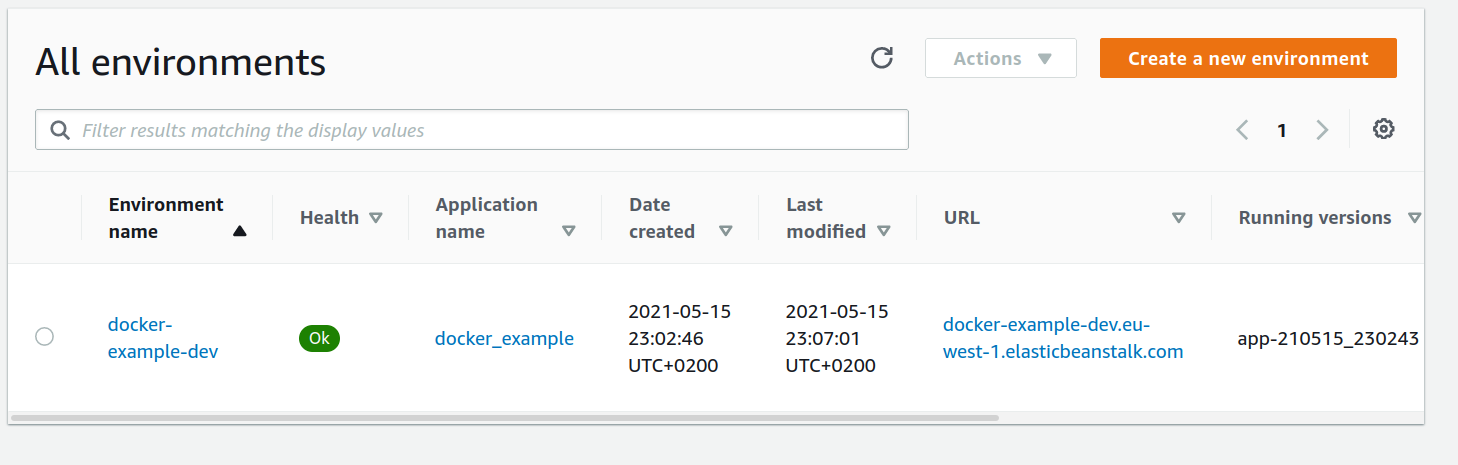 All environments
Actions
Create a new environment
Filter results matching the display values
1
Environment
name
Health
Application
name
Date
created
Last
modified
URL
Running versions
docker-
example-dev
Ok
docker_example
2021-05-15
23:02:46
UTC+0200
2021-05-15
23:07:01
UTC+0200
docker-example-dev.eu-
west-1.elasticbeanstalk.com
app-210515_230243